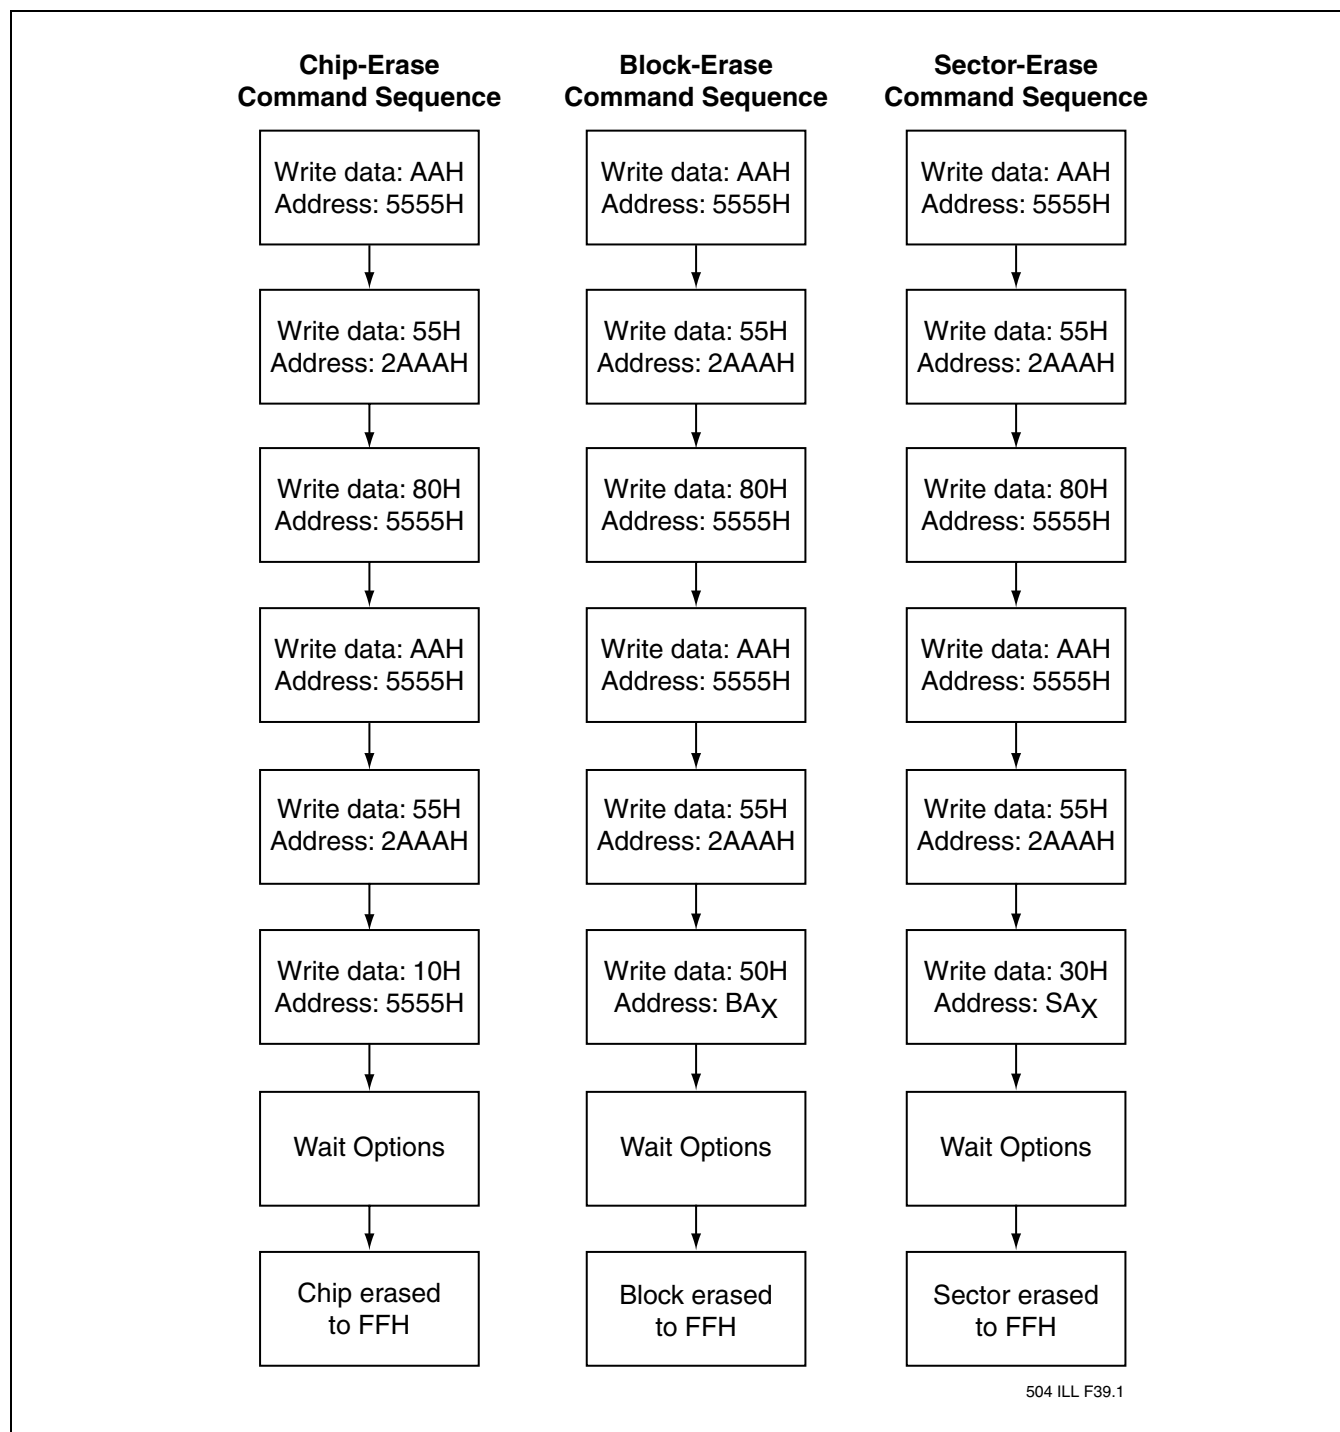 Chip-Erase
Command Sequence
Write data: AAH
Address: 5555H
Write data: 55H
Address: 2AAAH
Write data: 80H
Address: 5555H
Write data: AAH
Address: 5555H
Write data: 55H
Address: 2AAAH
Write data: 10H
Address: 5555H
Wait Options
Chip erased
to FFH
Block-Erase
Command Sequence
Write data: AAH
Address: 5555H
Write data: 55H
Address: 2AAAH
Write data: 80H
Address: 5555H
Write data: AAH
Address: 5555H
Write data: 55H
Address: 2AAAH
Write data: 50H
Address: BAX
Wait Options
Block erased
to FFH
Sector-Erase
Command Sequence
Write data: AAH
Address: 5555H
Write data: 55H
Address: 2AAAH
Write data: 80H
Address: 5555H
Write data: AAH
Address: 5555H
Write data: 55H
Address: 2AAAH
Write data: 30H
Address: SAX
Wait Options
Sector erased
to FFH
504 ILL F39.1